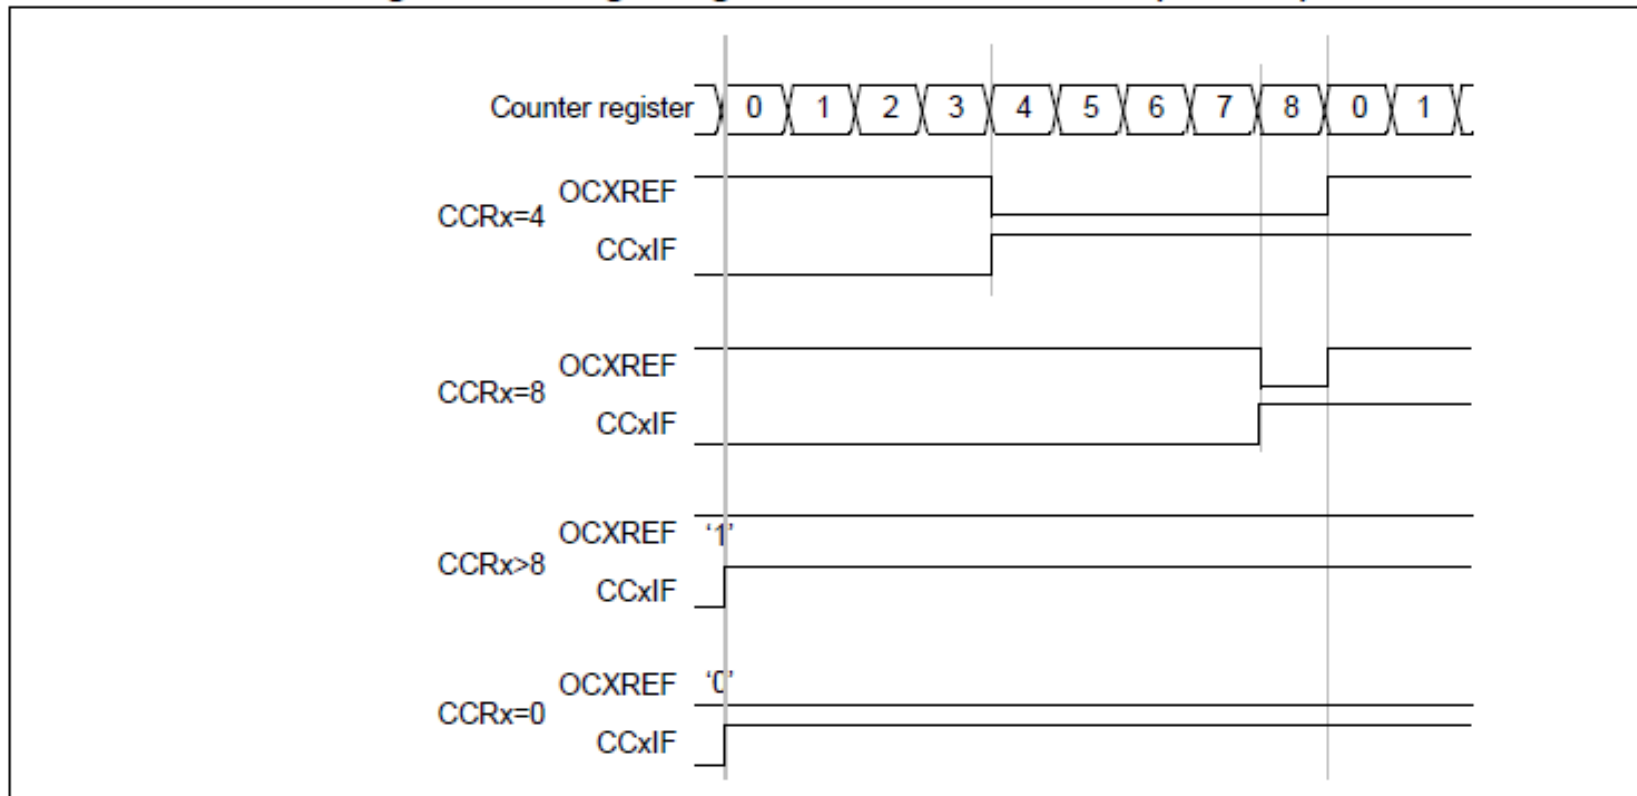 Counter register 0 1 2 3 4 5 6 7 8 0 1
OCXREF
CCRx=4
CCxIF
OCXREF
CCRx=8
CCxIF
OCXREF '1'
CCRx>8
CCxIF
OCXREF '0'
CCRx=0
CCxIF